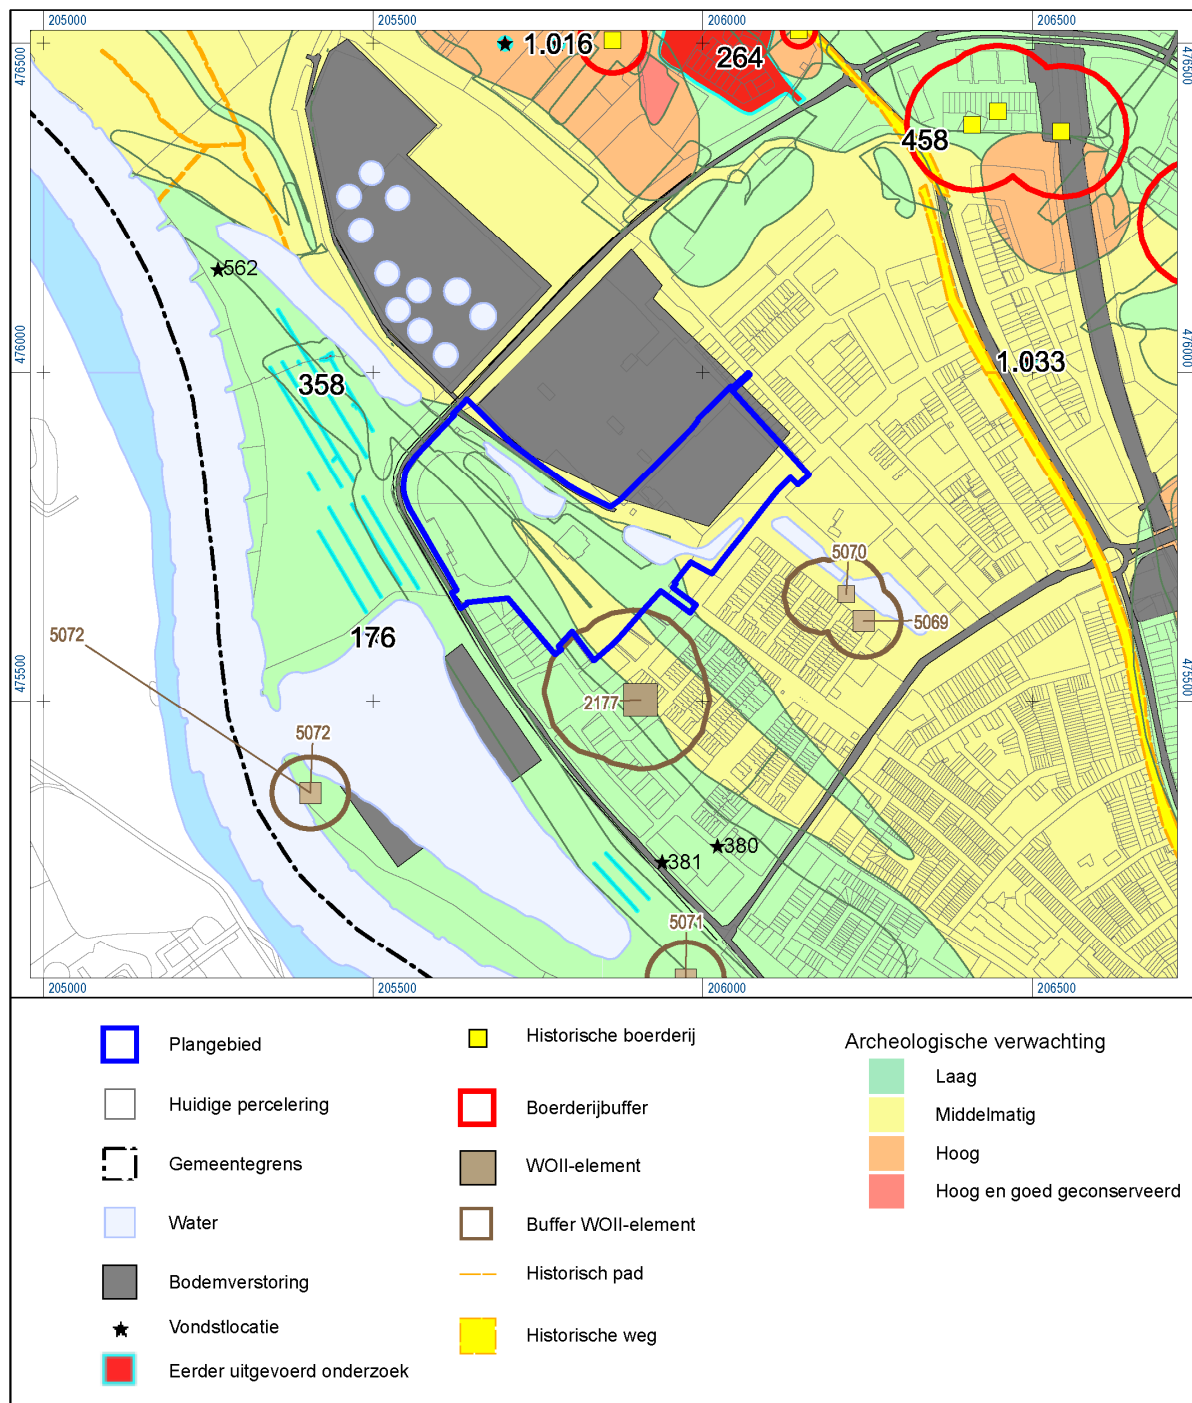 205000 205500 206000 206500
476500 476500
1.016
264
458
562
476000 476000
1.033
358
5070
5069
176
5072
475500 475500
2177
5072
380
381
5071
205000 205500 206000 206500
Plangebied
Huidige percelering
Gemeentegrens
Water
Bodemverstoring
Vondstlocatie
Eerder uitgevoerd onderzoek
Historische boerderij
Boerderijbuffer
WOII-element
Buffer WOII-element
Historisch pad
Historische weg
Archeologische verwachting
Laag
Middelmatig
Hoog
Hoog en goed geconserveerd